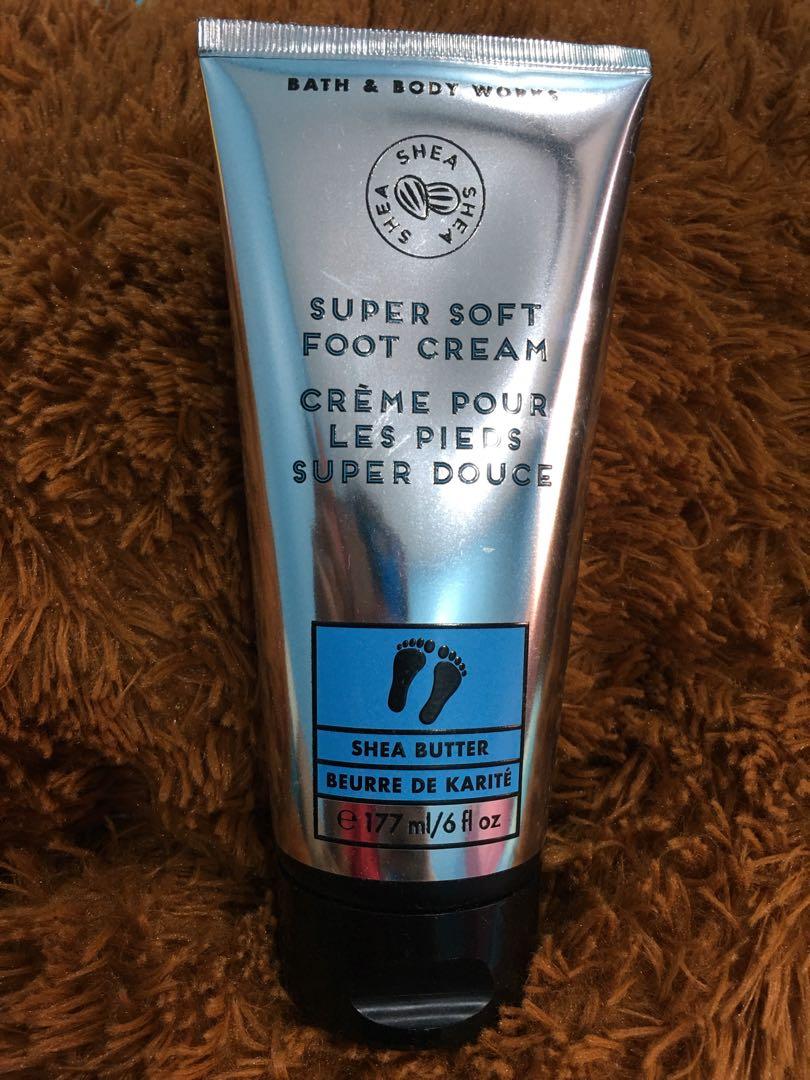 BATH & BODY WORKS
SHEA SHEA SHEA
SUPER SOFT
FOOT CREAM
CRÈME POUR
LES PIEDS
SUPER DOUCE
SHEA BUTTER
BEURRE DE KARITÉ
℮ 177 ml/6 fl oz